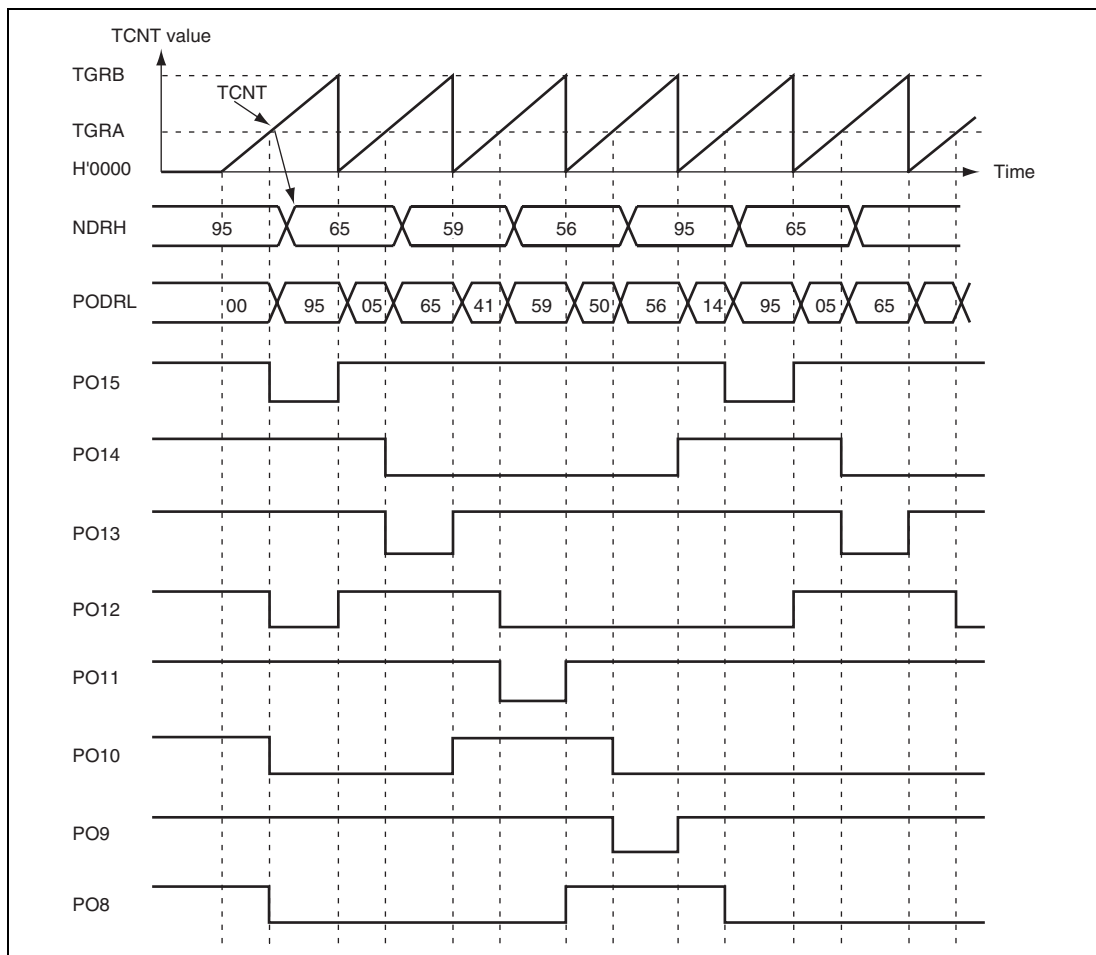 TCNT value
TGRB
TCNT
TGRA
H'0000
Time
NDRH 95 65 59 56 95 65
PODRL 00 95 05 65 41 59 50 56 14 95 05 65
PO15
PO14
PO13
PO12
PO11
PO10
PO9
PO8